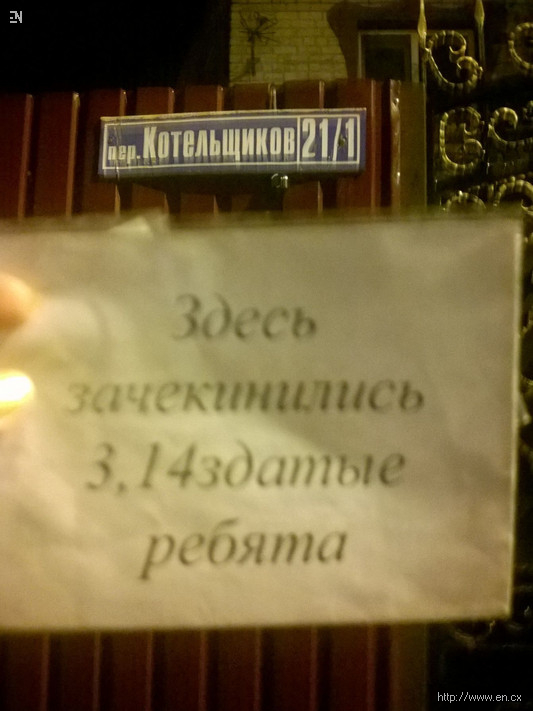 EN
пер. Котельщиков 21/1
Здесь
зачекинились
3,14здатые
ребята
http://www.en.cx